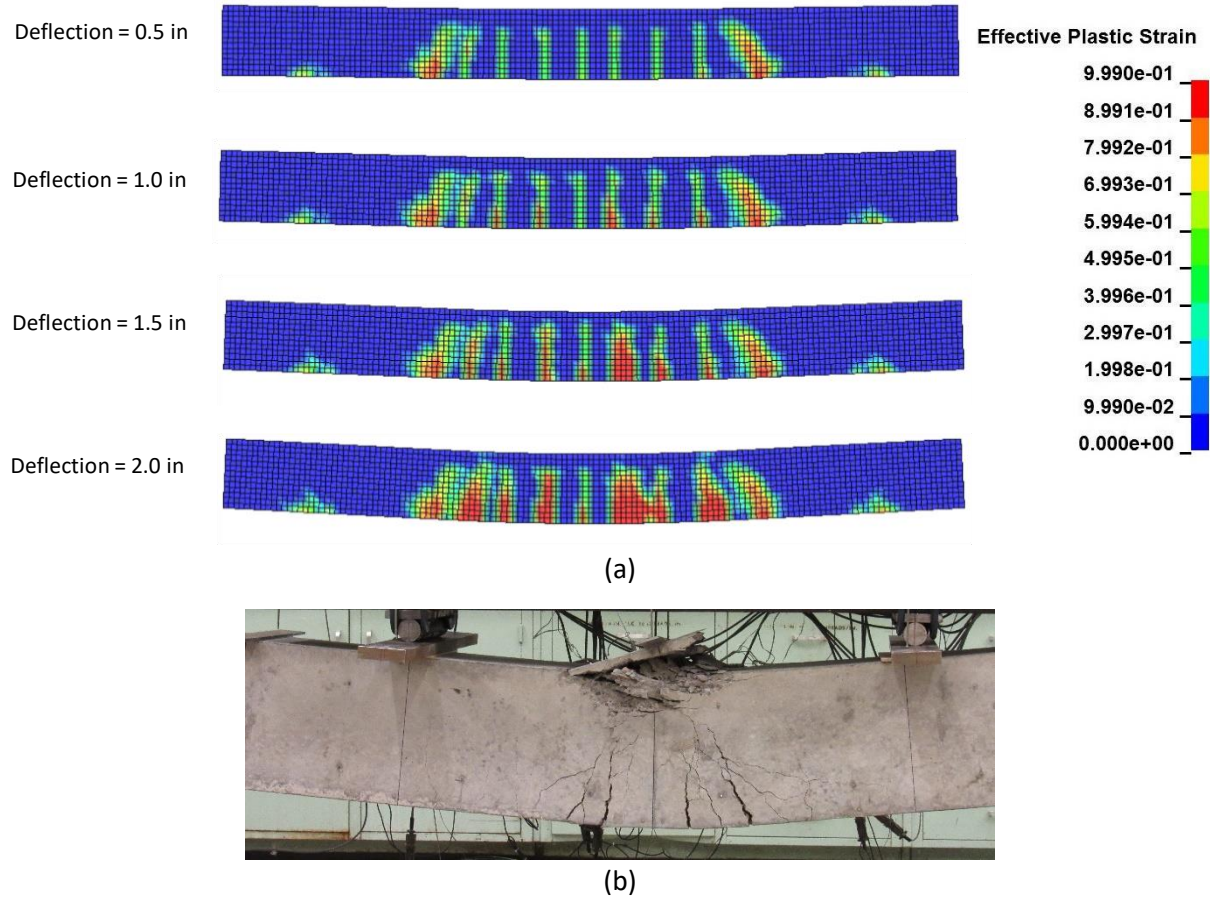 Deflection = 0.5 in
Deflection = 1.0 in
Deflection = 1.5 in
Deflection = 2.0 in
Effective Plastic Strain
9.990e-01
8.991e-01
7.992e-01
6.993e-01
5.994e-01
4.995e-01
3.996e-01
2.997e-01
1.998e-01
9.990e-02
0.000e+00
(a)
(b)